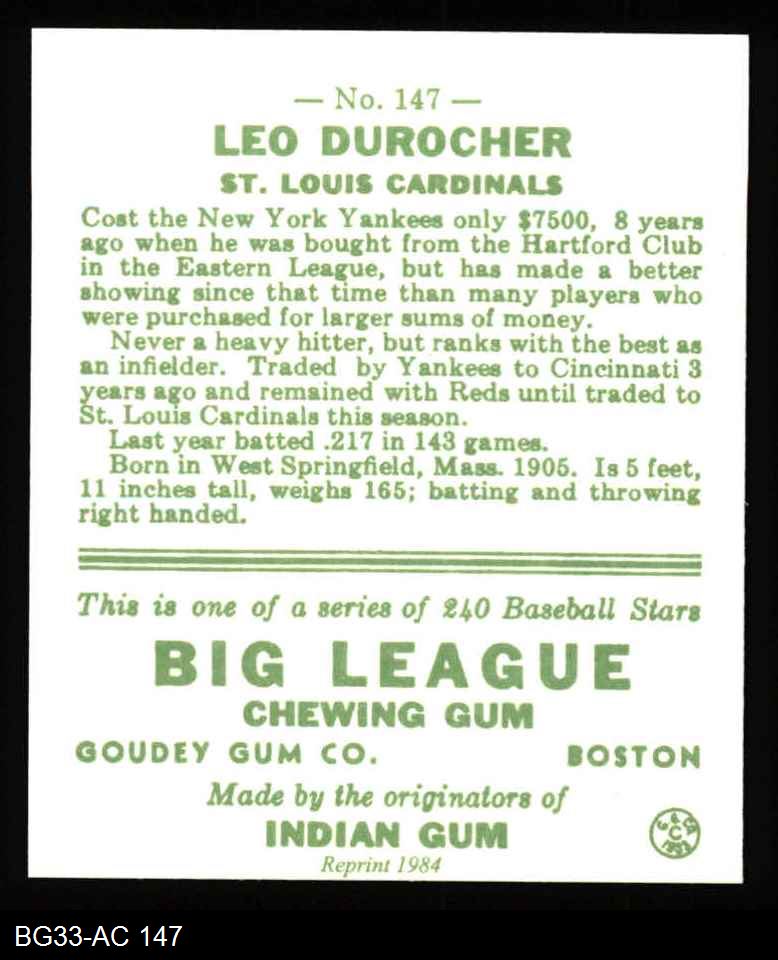 — No. 147 —
LEO DUROCHER
ST. LOUIS CARDINALS
Cost the New York Yankees only $7500, 8 years
ago when he was bought from the Hartford Club
in the Eastern League, but has made a better
showing since that time than many players who
were purchased for larger sums of money.
Never a heavy hitter, but ranks with the best as
an infielder. Traded by Yankees to Cincinnati 3
years ago and remained with Reds until traded to
St. Louis Cardinals this season.
Last year batted .217 in 143 games.
Born in West Springfield, Mass. 1905. Is 5 feet,
11 inches tall, weighs 165; batting and throwing
right handed.
This is one of a series of 240 Baseball Stars
BIG LEAGUE
CHEWING GUM
GOUDEY GUM CO. BOSTON
Made by the originators of
INDIAN GUM
Reprint 1984
BG33-AC 147